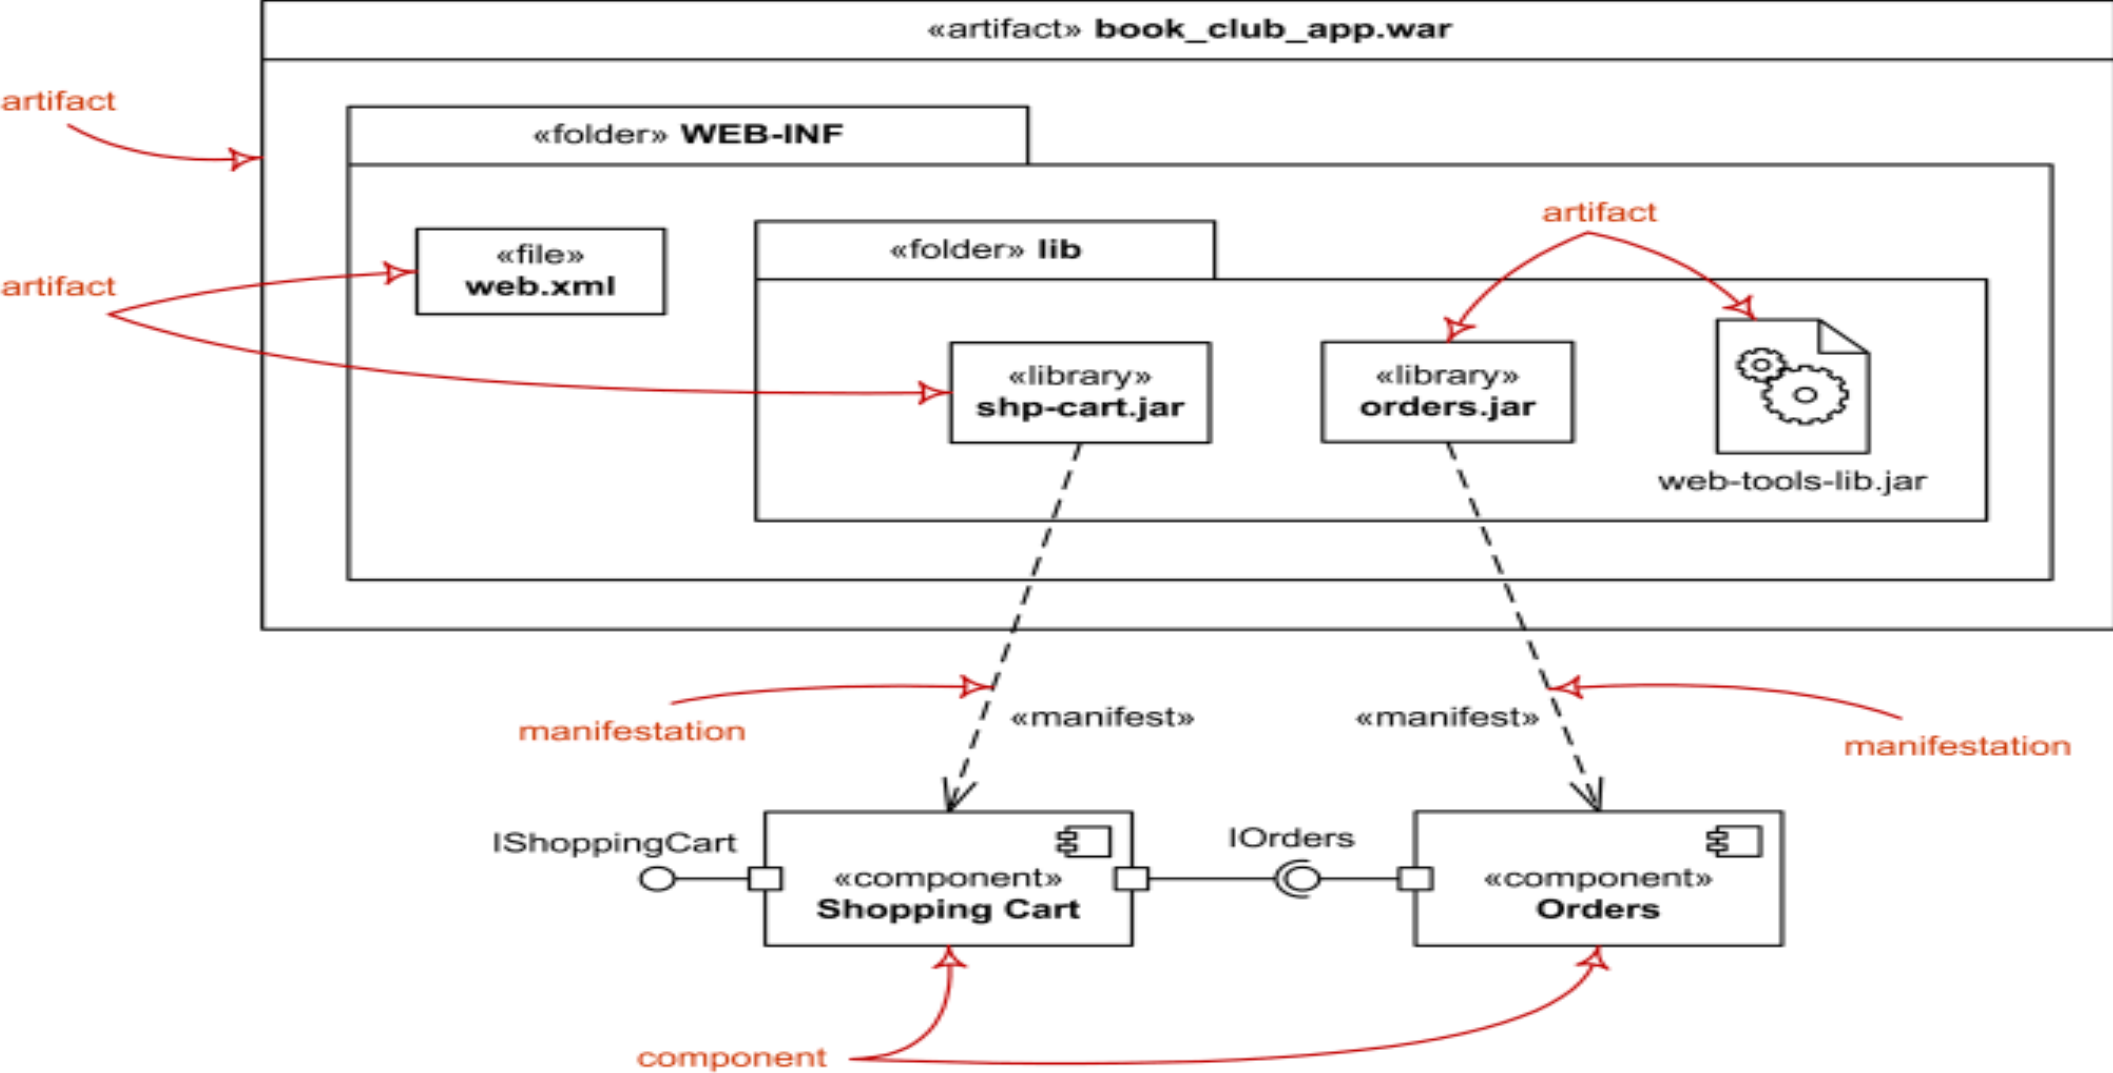 «artifact» book_club_app.war
artifact
«folder» WEB-INF
artifact
«folder» lib
«file»
web.xml
artifact
«library»
shp-cart.jar
«library»
orders.jar
web-tools-lib.jar
manifestation
«manifest»
«manifest»
manifestation
IShoppingCart
IOrders
«component»
Shopping Cart
«component»
Orders
component